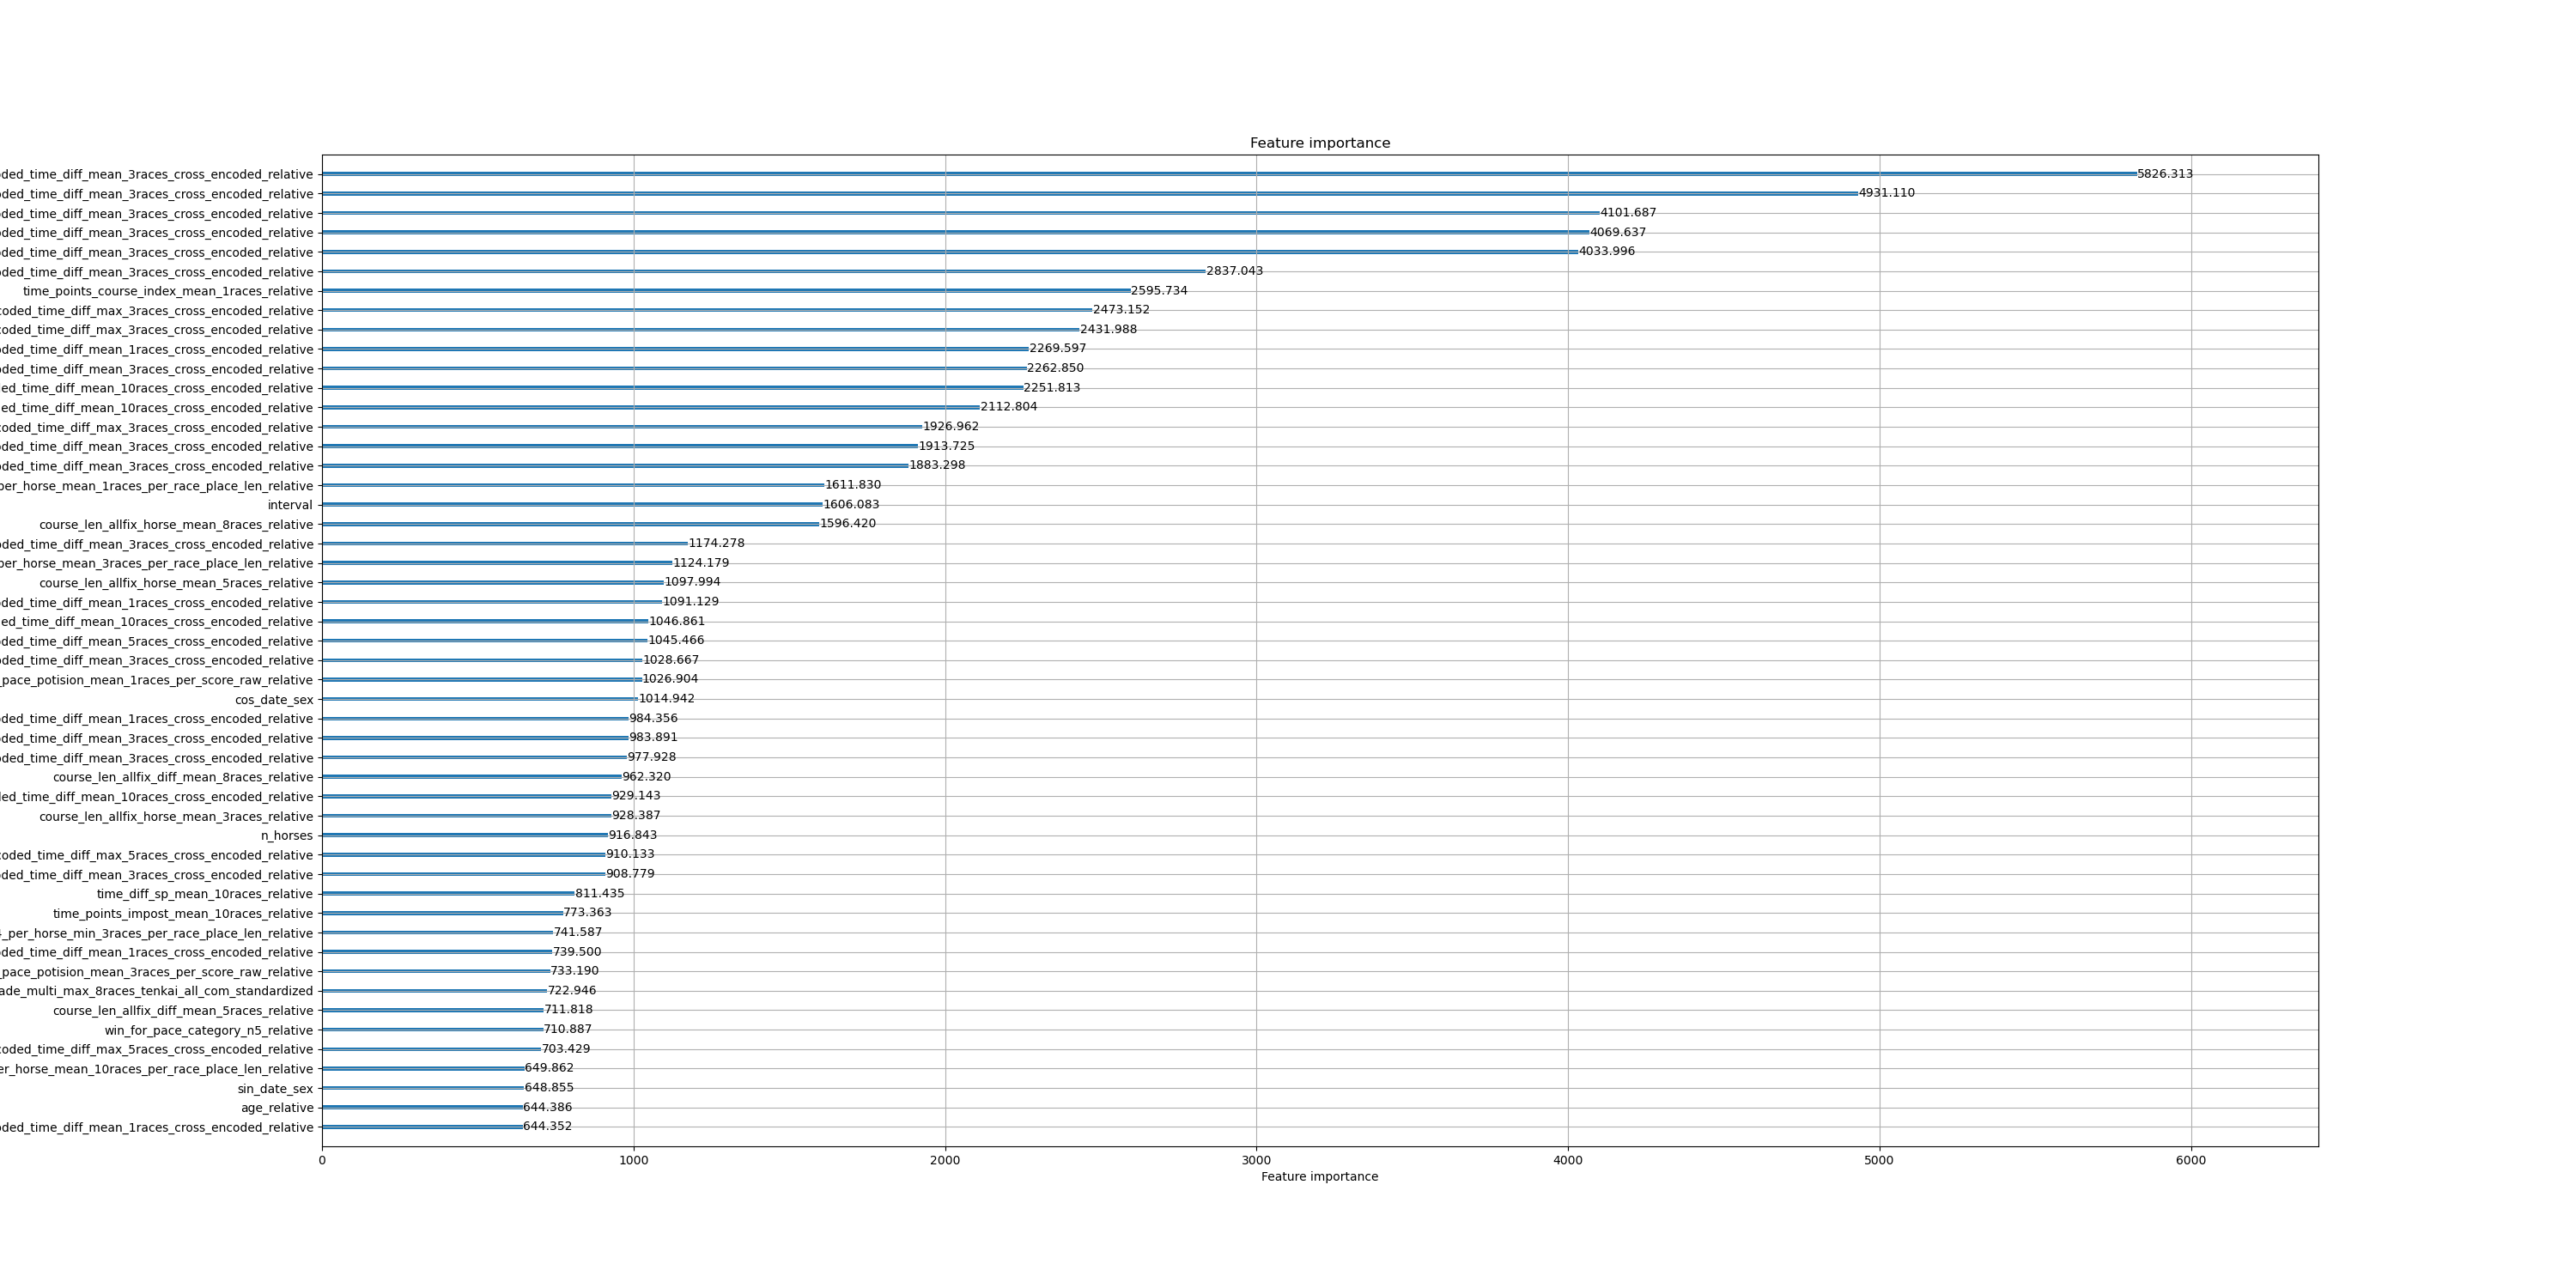 Feature importance
oded_time_diff_mean_3races_cross_encoded_relative 5826.313
oded_time_diff_mean_3races_cross_encoded_relative 4931.110
oded_time_diff_mean_3races_cross_encoded_relative 4101.687
oded_time_diff_mean_3races_cross_encoded_relative 4069.637
oded_time_diff_mean_3races_cross_encoded_relative 4033.996
oded_time_diff_mean_3races_cross_encoded_relative 2837.043
time_points_course_index_mean_1races_relative 2595.734
coded_time_diff_max_3races_cross_encoded_relative 2473.152
coded_time_diff_max_3races_cross_encoded_relative 2431.988
oded_time_diff_mean_1races_cross_encoded_relative 2269.597
oded_time_diff_mean_3races_cross_encoded_relative 2262.850
ed_time_diff_mean_10races_cross_encoded_relative 2251.813
ed_time_diff_mean_10races_cross_encoded_relative 2112.804
coded_time_diff_max_3races_cross_encoded_relative 1926.962
oded_time_diff_mean_3races_cross_encoded_relative 1913.725
oded_time_diff_mean_3races_cross_encoded_relative 1883.298
per_horse_mean_1races_per_race_place_len_relative 1611.830
interval 1606.083
course_len_allfix_horse_mean_8races_relative 1596.420
oded_time_diff_mean_3races_cross_encoded_relative 1174.278
per_horse_mean_3races_per_race_place_len_relative 1124.179
course_len_allfix_horse_mean_5races_relative 1097.994
oded_time_diff_mean_1races_cross_encoded_relative 1091.129
ed_time_diff_mean_10races_cross_encoded_relative 1046.861
oded_time_diff_mean_5races_cross_encoded_relative 1045.466
oded_time_diff_mean_3races_cross_encoded_relative 1028.667
_pace_potision_mean_1races_per_score_raw_relative 1026.904
cos_date_sex 1014.942
oded_time_diff_mean_1races_cross_encoded_relative 984.356
oded_time_diff_mean_3races_cross_encoded_relative 983.891
oded_time_diff_mean_3races_cross_encoded_relative 977.928
course_len_allfix_diff_mean_8races_relative 962.320
ded_time_diff_mean_10races_cross_encoded_relative 929.143
course_len_allfix_horse_mean_3races_relative 928.387
n_horses 916.843
coded_time_diff_max_5races_cross_encoded_relative 910.133
oded_time_diff_mean_3races_cross_encoded_relative 908.779
time_diff_sp_mean_10races_relative 811.435
time_points_impost_mean_10races_relative 773.363
_per_horse_min_3races_per_race_place_len_relative 741.587
oded_time_diff_mean_1races_cross_encoded_relative 739.500
_pace_potision_mean_3races_per_score_raw_relative 733.190
ade_multi_max_8races_tenkai_all_com_standardized 722.946
course_len_allfix_diff_mean_5races_relative 711.818
win_for_pace_category_n5_relative 710.887
coded_time_diff_max_5races_cross_encoded_relative 703.429
er_horse_mean_10races_per_race_place_len_relative 649.862
sin_date_sex 648.855
age_relative 644.386
oded_time_diff_mean_1races_cross_encoded_relative 644.352
0 1000 2000 3000 4000 5000 6000
Feature importance